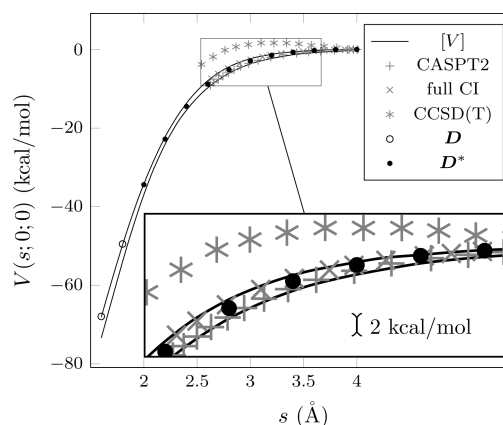 [V]
CASPT2
full CI
CCSD(T)
D
D*
0
−20
−40
−60
−80
V(s; 0; 0) (kcal/mol)
2 kcal/mol
2
2.5
3
3.5
4
s (Å)